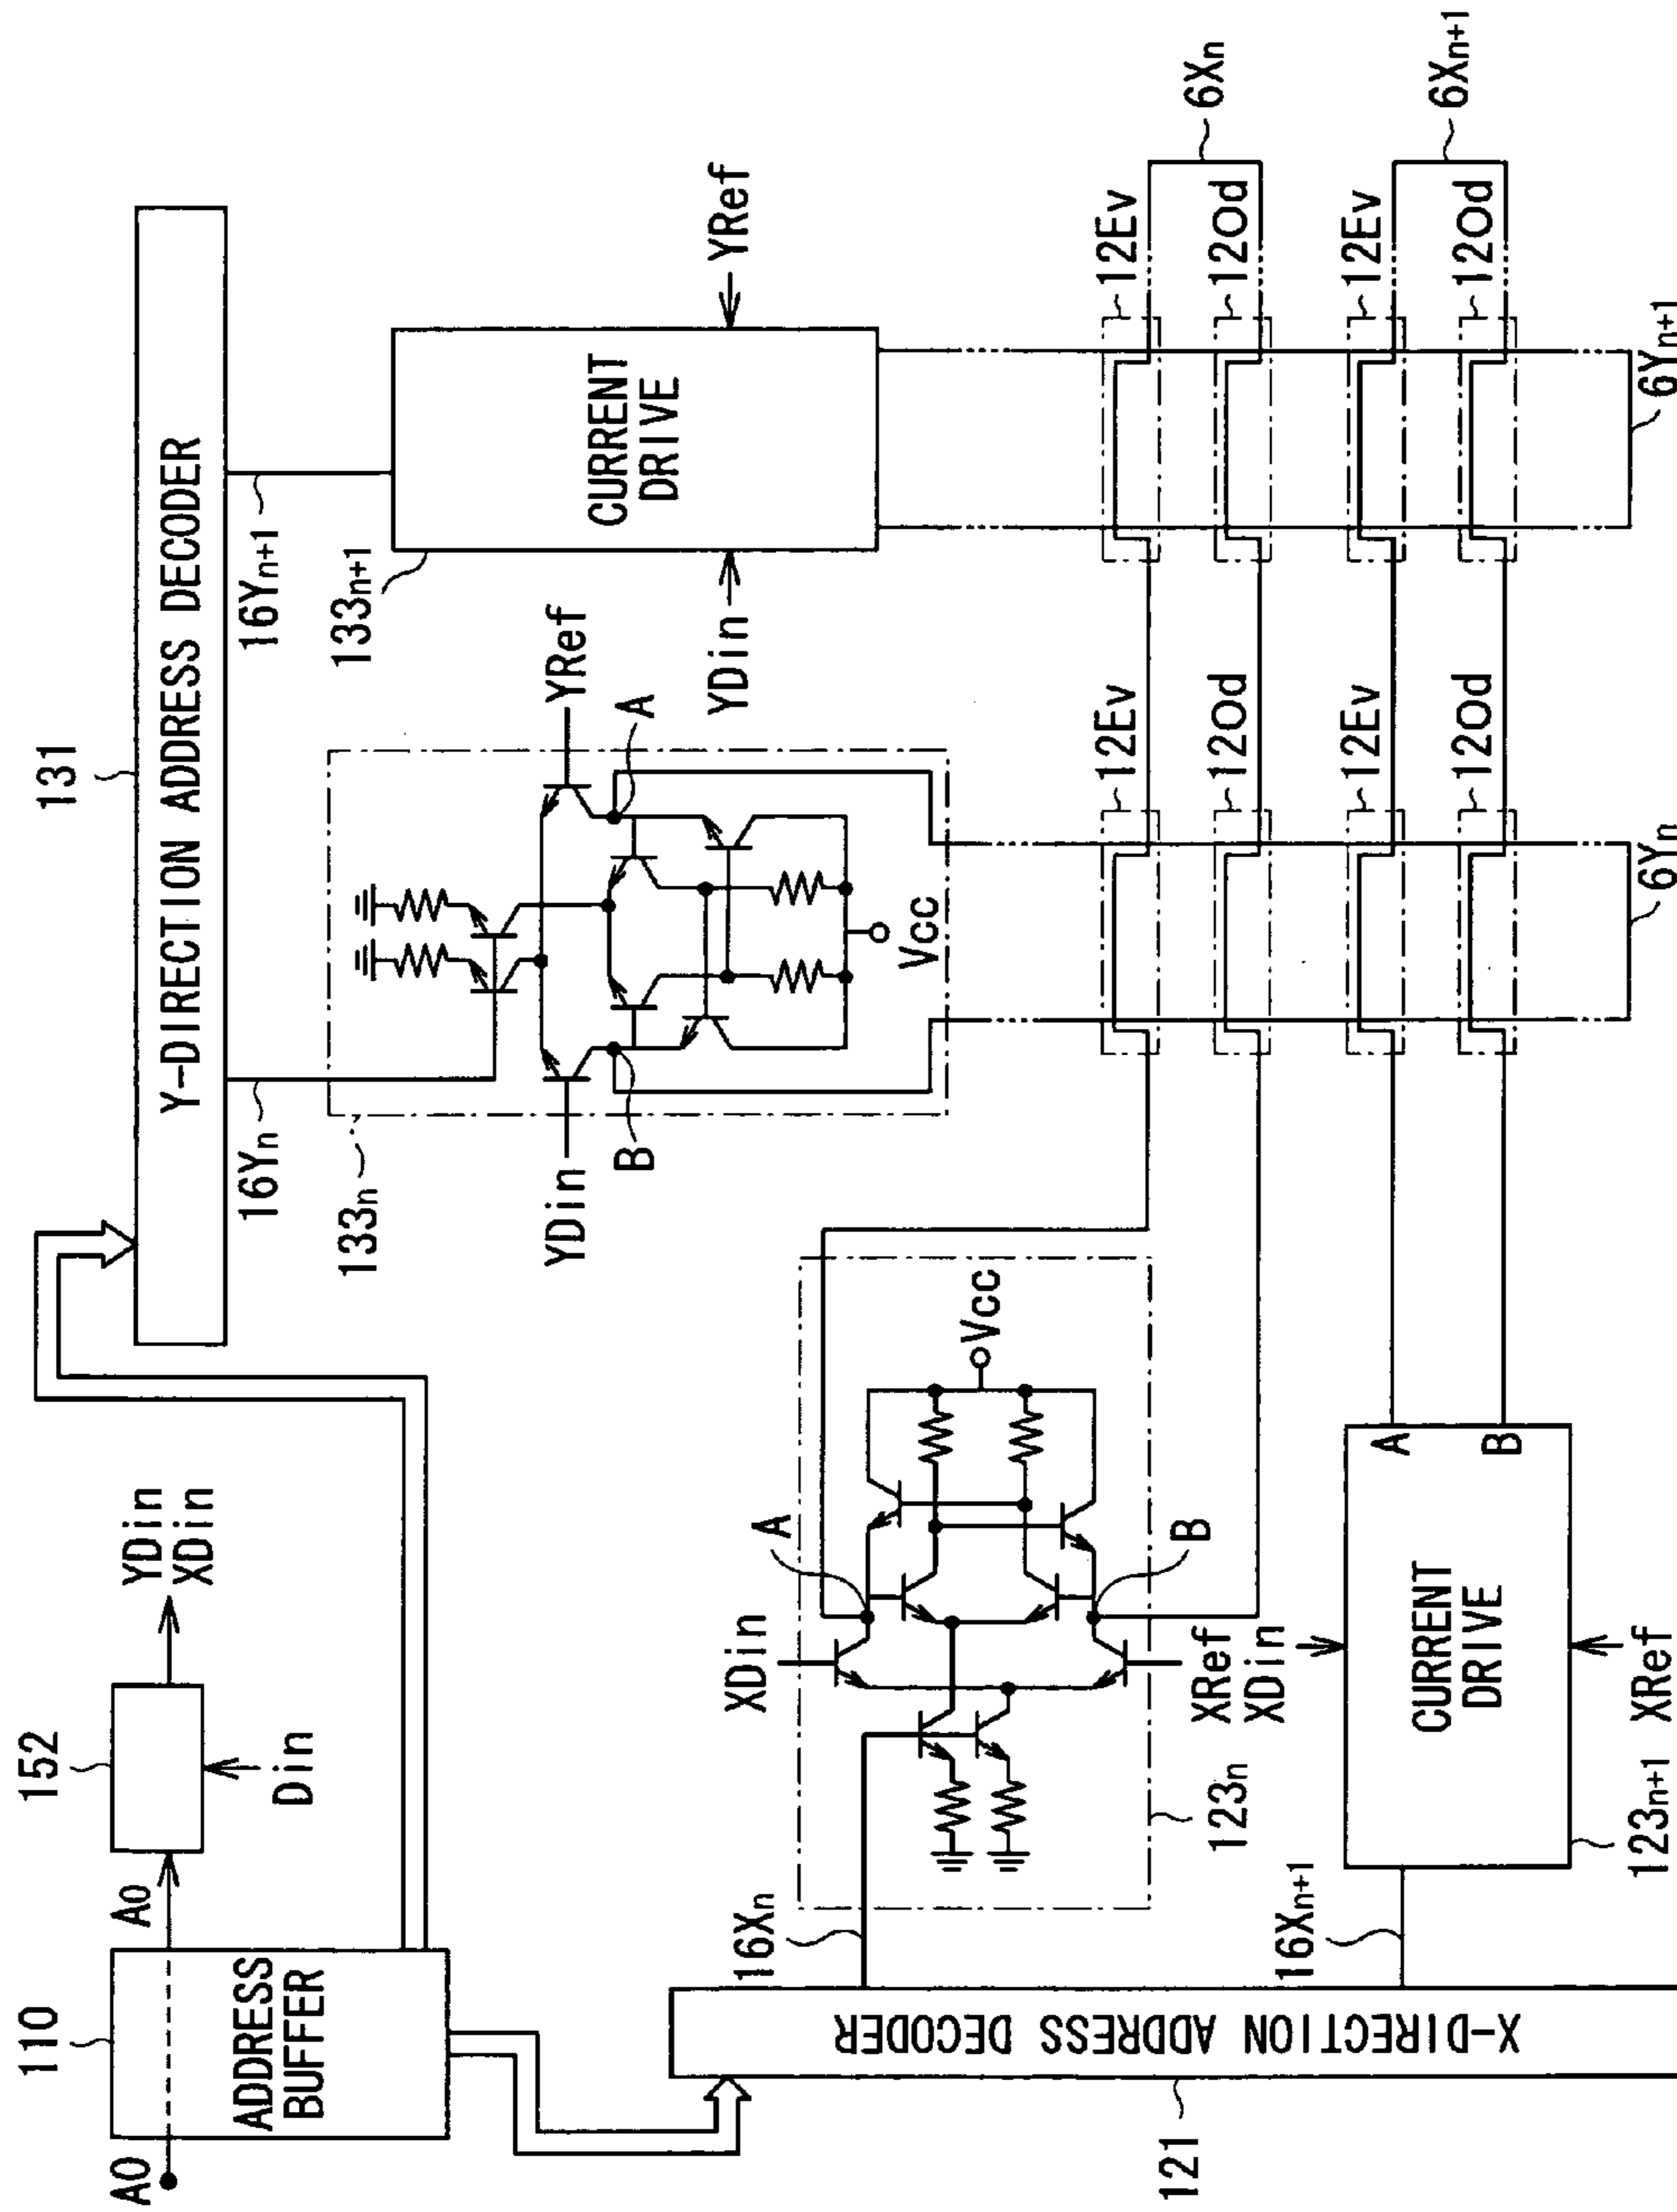 A0
110
ADDRESS
BUFFER
A0
152
Din
YDin
XDin
131
Y-DIRECTION ADDRESS DECODER
16Yn
16Yn+1
133n
YDin
B
YRef
A
Vcc
133n+1
CURRENT
DRIVE
YDin
YRef
121
X-DIRECTION ADDRESS DECODER
16Xn
XDin
A
Vcc
B
XRef
123n
16Xn+1
XDin
CURRENT
DRIVE
A
B
XRef
123n+1
12Ev
12Od
12Ev
12Od
12Ev
12Od
12Ev
12Od
6Xn
6Xn+1
6Yn
6Yn+1